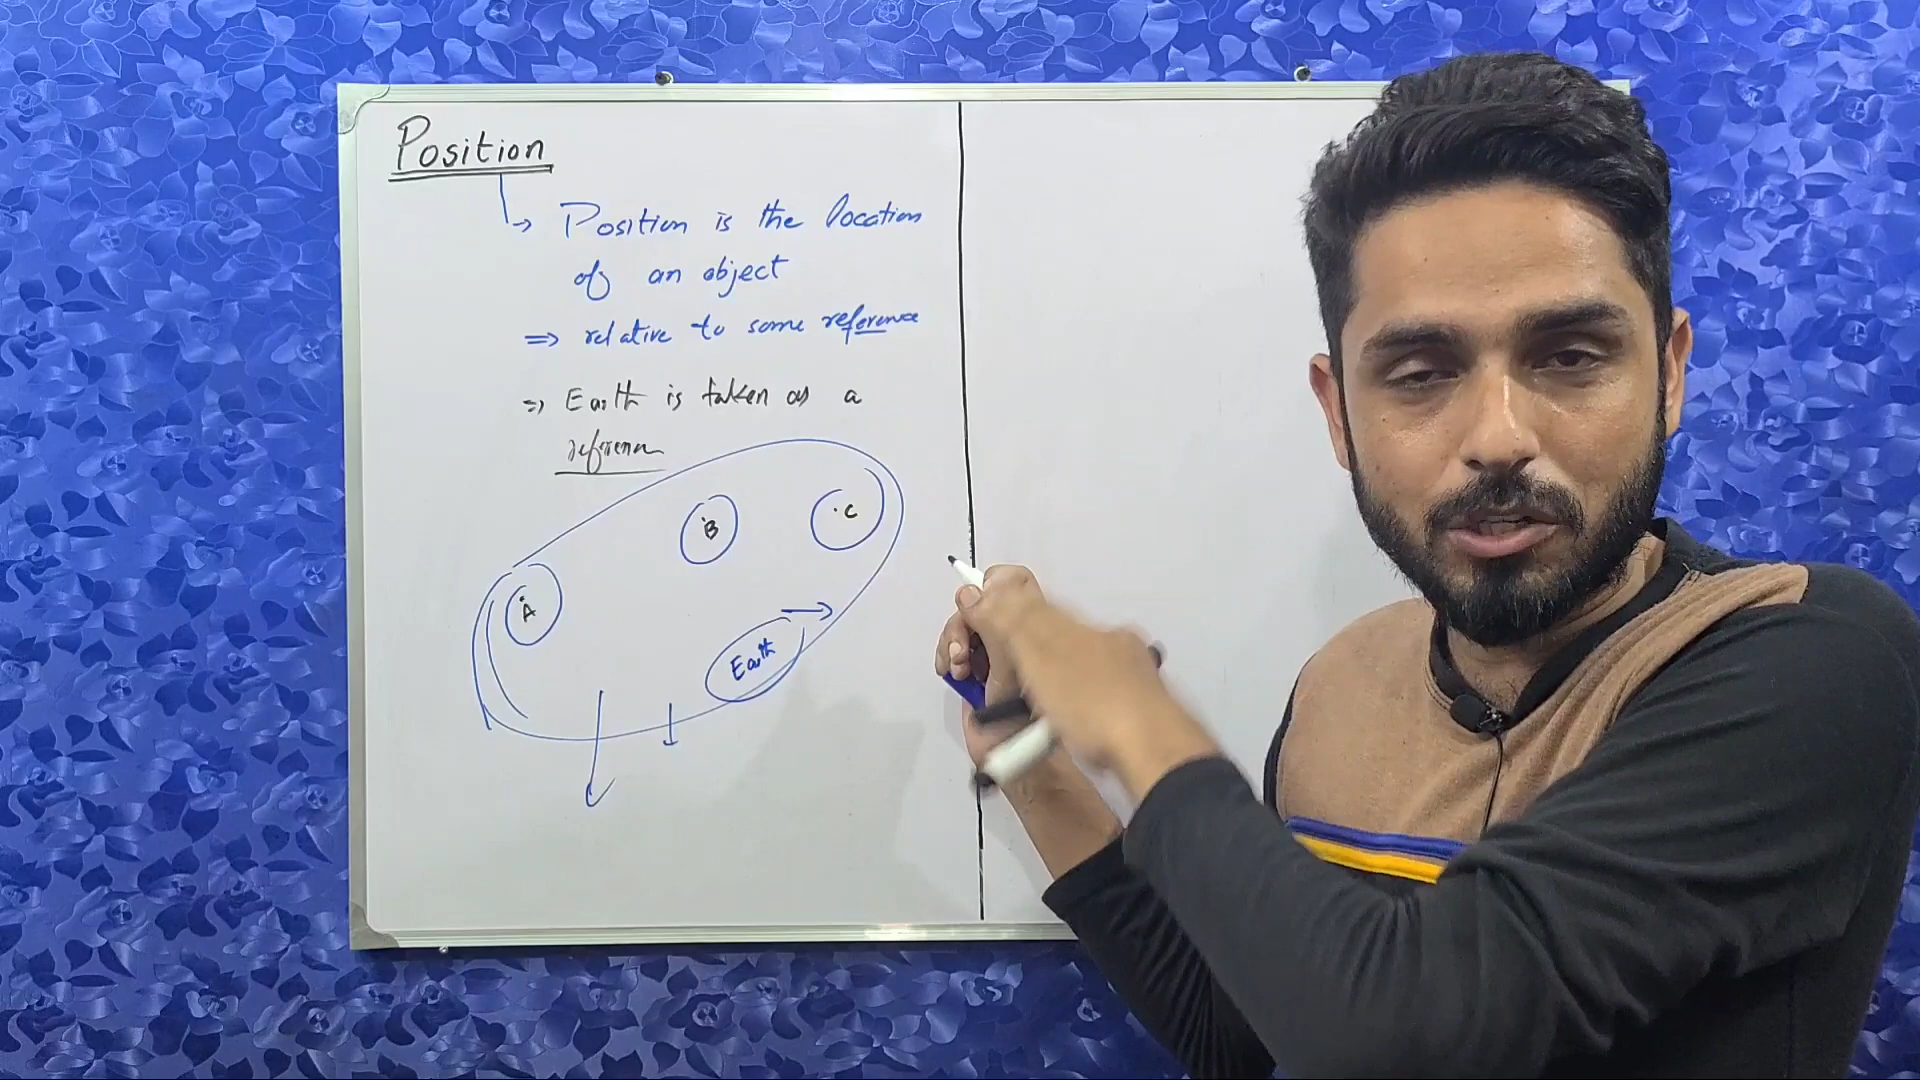 Position
→ Position is the location
of an object
⇒ relative to some reference
⇒ Earth is taken as a
reference
B
C
A
Earth